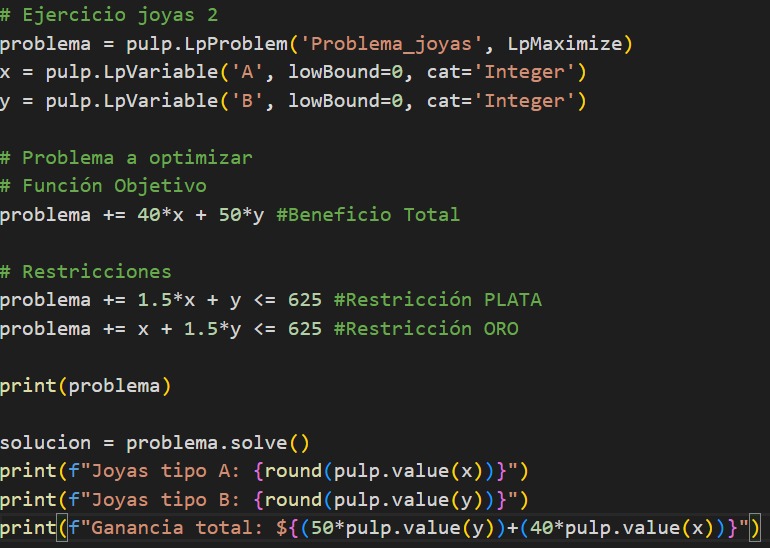 # Ejercicio joyas 2
problema = pulp.LpProblem('Problema_joyas', LpMaximize)
x = pulp.LpVariable('A', lowBound=0, cat='Integer')
y = pulp.LpVariable('B', lowBound=0, cat='Integer')
# Problema a optimizar
# Función Objetivo
problema += 40*x + 50*y #Beneficio Total
# Restricciones
problema += 1.5*x + y <= 625 #Restricción PLATA
problema += x + 1.5*y <= 625 #Restricción ORO
print(problema)
solucion = problema.solve()
print(f"Joyas tipo A: {round(pulp.value(x))}")
print(f"Joyas tipo B: {round(pulp.value(y))}")
print(f"Ganancia total: ${(50*pulp.value(y))+(40*pulp.value(x))}")